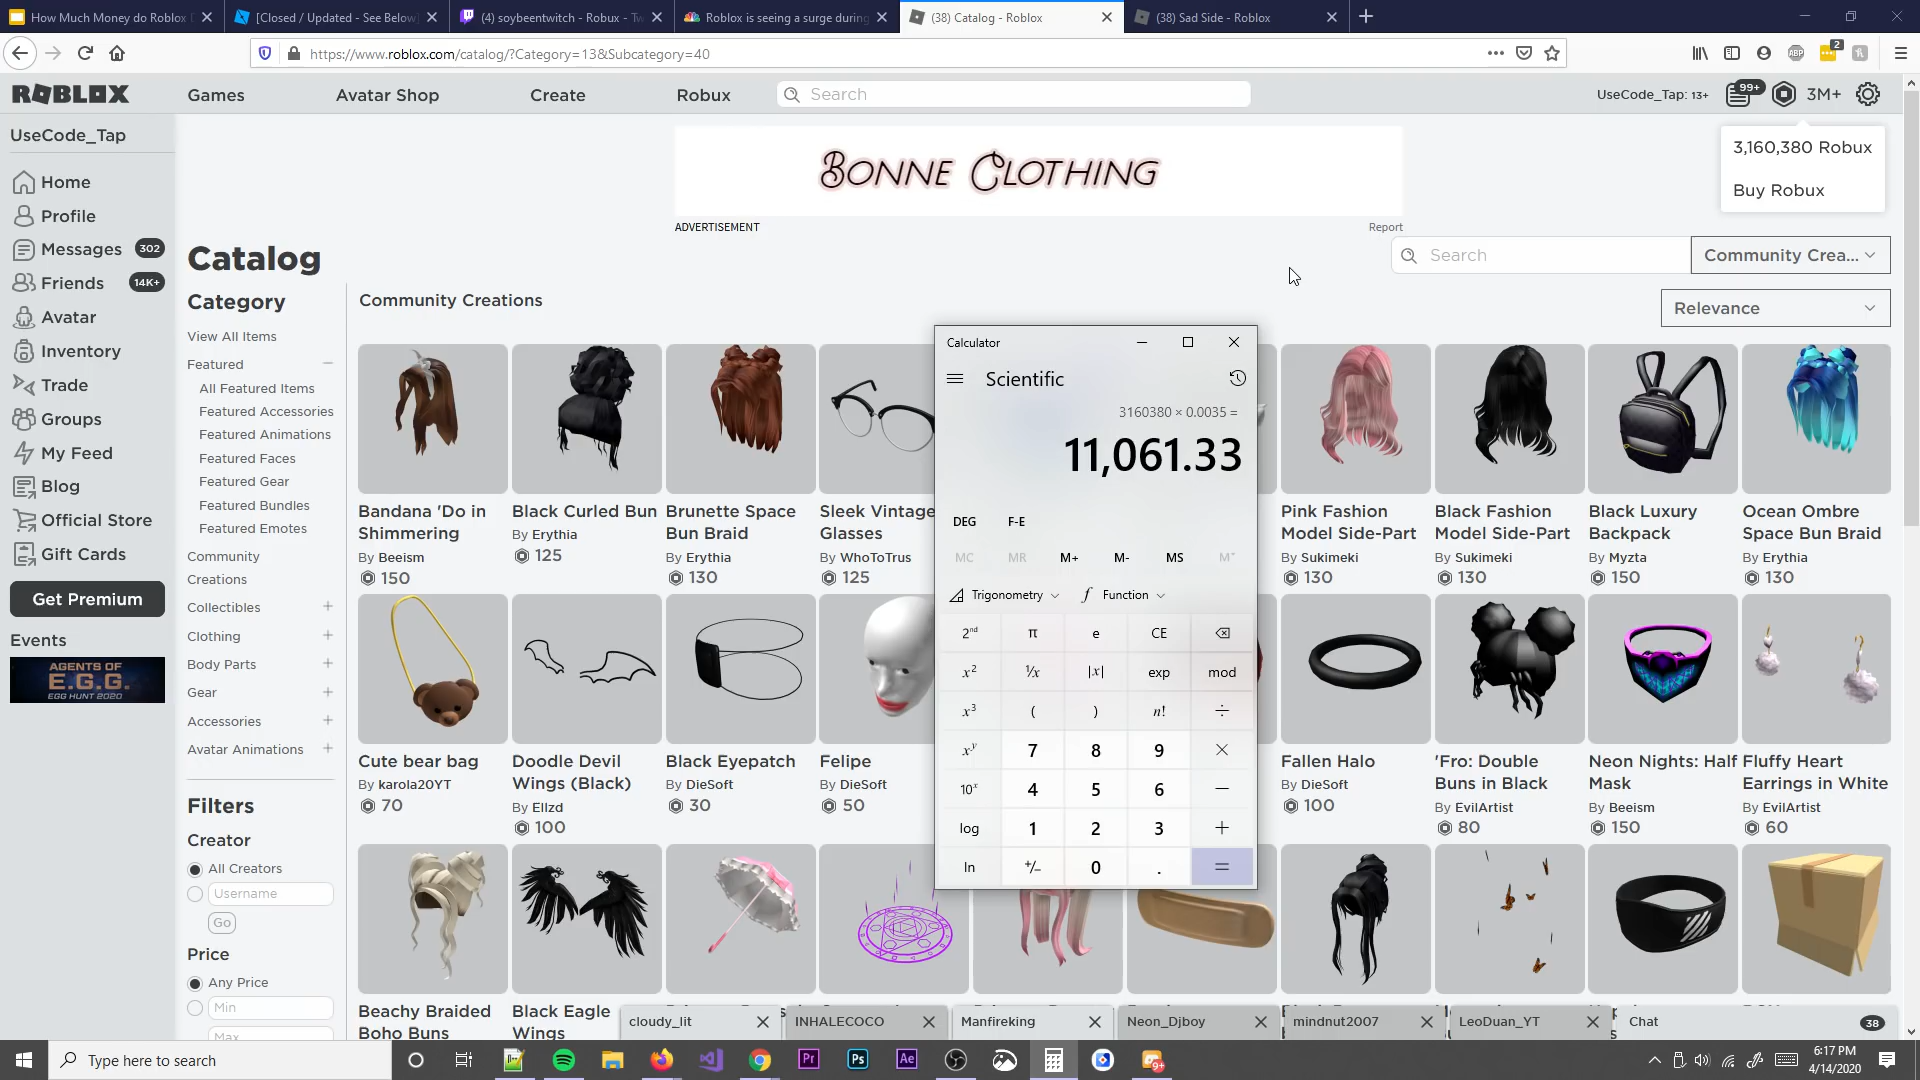 How Much Money do Roblox D
[Closed / Updated - See Below]
(4) soybeentwitch - Robux - Tw
Roblox is seeing a surge during
(38) Catalog - Roblox
(38) Sad Side - Roblox
https://www.roblox.com/catalog/?Category=13&Subcategory=40
2
ROBLOX
Games
Avatar Shop
Create
Robux
Search
UseCode_Tap: 13+
99+
3M+
3,160,380 Robux
Buy Robux
UseCode_Tap
Home
Profile
Messages 302
Friends 14K+
Avatar
Inventory
Trade
Groups
My Feed
Blog
Official Store
Gift Cards
Get Premium
Events
AGENTS OF
E.G.G.
EGG HUNT 2020
BONNE CLOTHING
ADVERTISEMENT
Report
Catalog
Search
Community Crea...
Category
View All Items
Featured
All Featured Items
Featured Accessories
Featured Animations
Featured Faces
Featured Gear
Featured Bundles
Featured Emotes
Community
Creations
Collectibles
Clothing
Body Parts
Gear
Accessories
Avatar Animations
Filters
Creator
All Creators
Username
Go
Price
Any Price
Min
Max
Community Creations
Relevance
Bandana 'Do in
Shimmering
By Beeism
150
Black Curled Bun
By Erythia
125
Brunette Space
Bun Braid
By Erythia
130
Sleek Vintage
Glasses
By WhoToTrus
125
Pink Fashion
Model Side-Part
By Sukimeki
130
Black Fashion
Model Side-Part
By Sukimeki
130
Black Luxury
Backpack
By Myzta
150
Ocean Ombre
Space Bun Braid
By Erythia
130
Cute bear bag
By karola20YT
70
Doodle Devil
Wings (Black)
By Ellzd
100
Black Eyepatch
By DieSoft
30
Felipe
By DieSoft
50
Fallen Halo
By DieSoft
100
'Fro: Double
Buns in Black
By EvilArtist
80
Neon Nights: Half
Mask
By Beeism
150
Fluffy Heart
Earrings in White
By EvilArtist
60
Beachy Braided
Boho Buns
Black Eagle
Wings
Calculator
Scientific
3160380 × 0.0035 =
11,061.33
DEG
F-E
MC
MR
M+
M-
MS
M˅
Trigonometry
f Function
2nd
π
e
CE
x²
¹/x
|x|
exp
mod
x³
(
)
n!
÷
xʸ
7
8
9
×
10ˣ
4
5
6
−
log
1
2
3
+
ln
+/−
0
.
=
cloudy_lit
INHALECOCO
Manfireking
Neon_Djboy
mindnut2007
LeoDuan_YT
Chat
38
Type here to search
Pr
Ps
Ae
9+
6:17 PM
4/14/2020